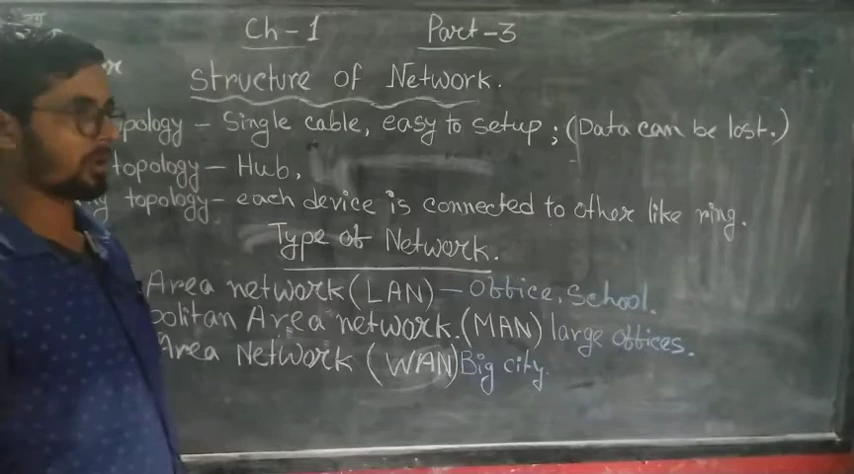 Ch-1 Part-3
Structure of Network.
pology - Single cable, easy to setup; (Data can be lost.)
topology - Hub,
topology - each device is connected to other like ring.
Type of Network.
Area network (LAN) - Office, School.
politan Area network. (MAN) large offices.
Area Network (WAN) Big city.